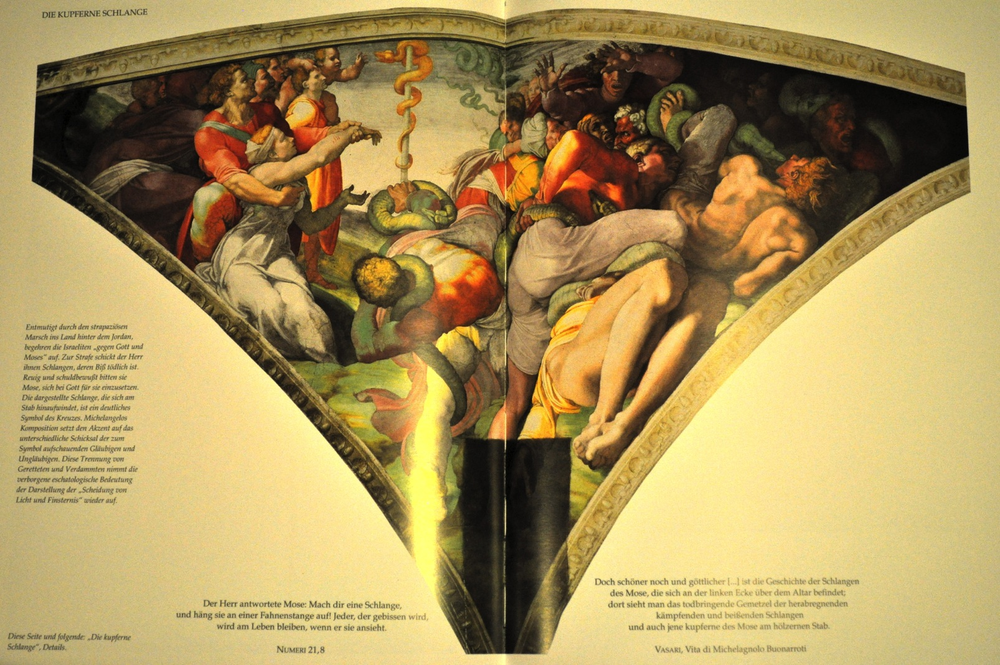 DIE KUPFERNE SCHLANGE
Entmutigt durch den strapaziösen
Marsch ins Land hinter dem Jordan,
begehren die Israeliten „gegen Gott und
Moses“ auf. Zur Strafe schickt der Herr
ihnen Schlangen, deren Biß tödlich ist.
Reuig und schuldbewußt bitten sie
Mose, sich bei Gott für sie einzusetzen.
Die dargestellte Schlange, die sich am
Stab hinaufwindet, ist ein deutliches
Symbol des Kreuzes. Michelangelos
Komposition setzt den Akzent auf das
unterschiedliche Schicksal der zum
Symbol aufschauenden Gläubigen und
Ungläubigen. Diese Trennung von
Geretteten und Verdammten nimmt die
verborgene eschatologische Bedeutung
der Darstellung der „Scheidung von
Licht und Finsternis“ wieder auf.
Der Herr antwortete Mose: Mach dir eine Schlange,
und häng sie an einer Fahnenstange auf! Jeder, der gebissen wird,
wird am Leben bleiben, wenn er sie ansieht.
NUMERI 21,8
Diese Seite und folgende: „Die kupferne
Schlange“, Details.
Doch schöner noch und göttlicher [...] ist die Geschichte der Schlangen
des Mose, die sich an der linken Ecke über dem Altar befindet;
dort sieht man das todbringende Gemetzel der herabregnenden
kämpfenden und beißenden Schlangen
und auch jene kupferne des Mose am hölzernen Stab.
VASARI, Vita di Michelagnolo Buonarroti